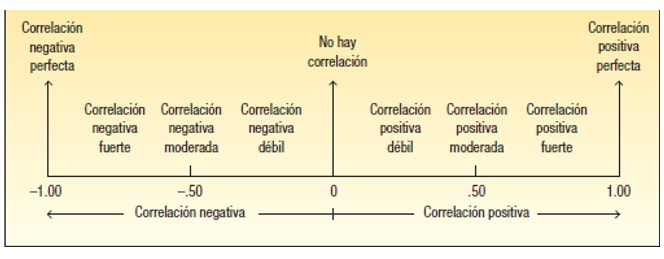 Correlación
negativa
perfecta
No hay
correlación
Correlación
positiva
perfecta
Correlación
negativa
fuerte
Correlación
negativa
moderada
Correlación
negativa
débil
Correlación
positiva
débil
Correlación
positiva
moderada
Correlación
positiva
fuerte
–1.00
–.50
0
.50
1.00
Correlación negativa
Correlación positiva